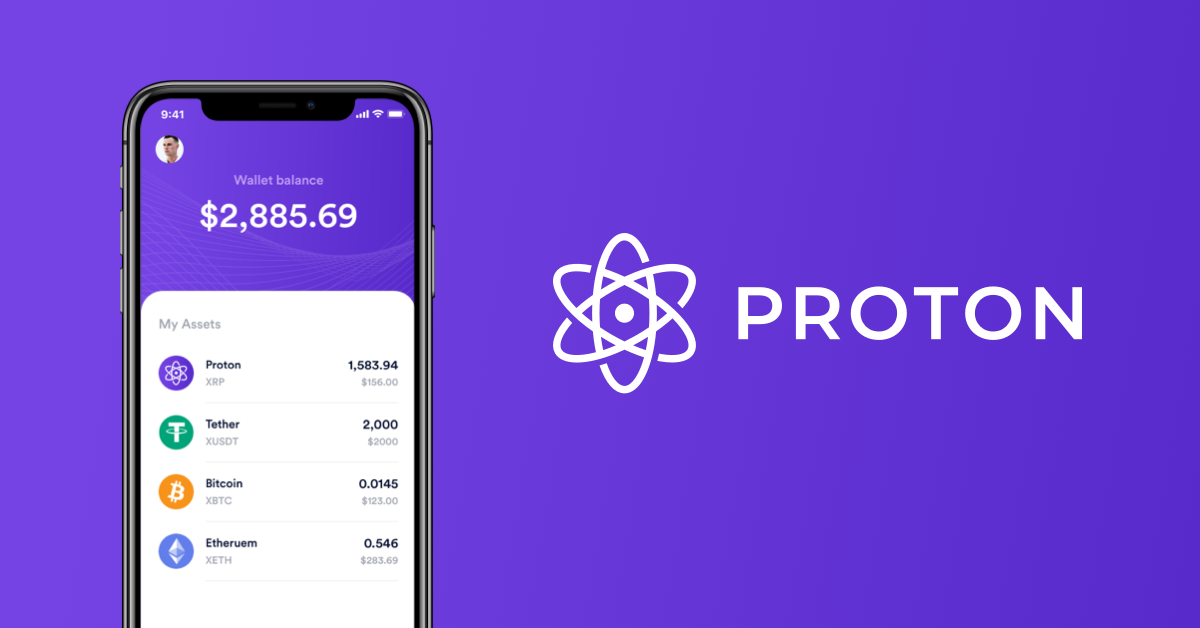 9:41
Wallet balance
$2,885.69
My Assets
Proton 1,583.94
XRP $156.00
Tether 2,000
XUSDT $2000
Bitcoin 0.0145
XBTC $123.00
Etheruem 0.546
XETH $283.69
PROTON